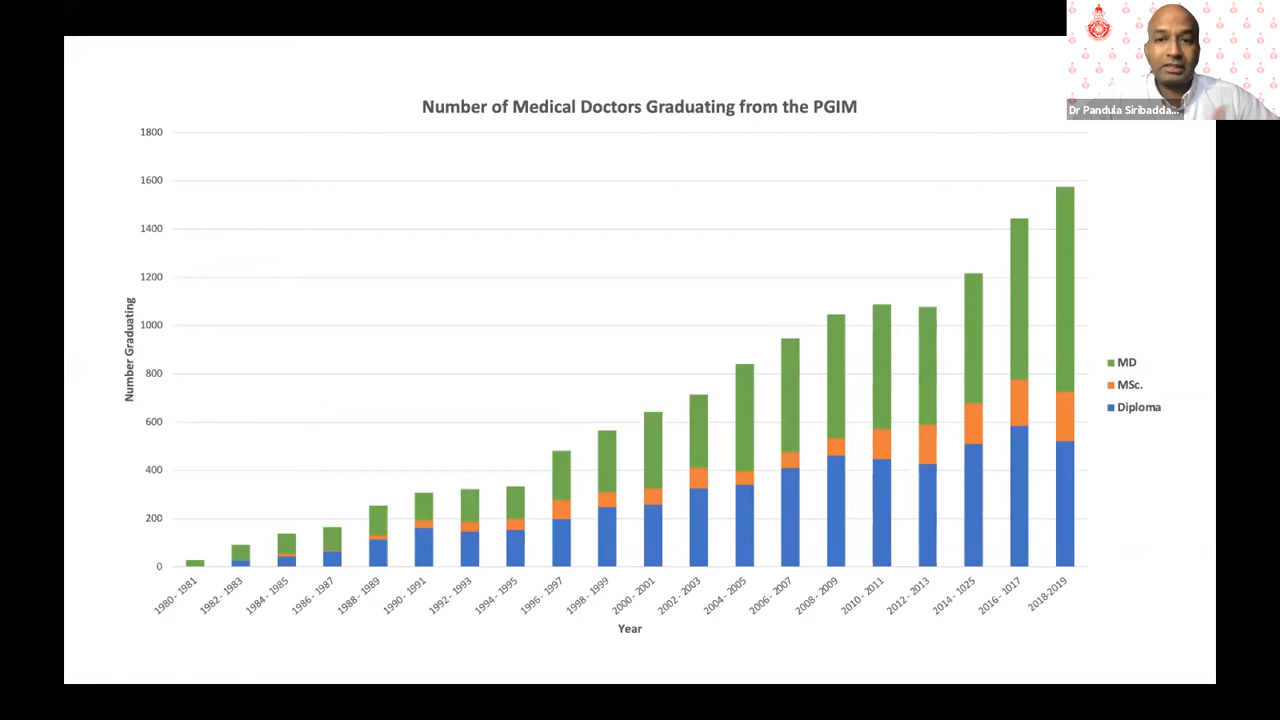 Dr Pandula Siribadda...
Number of Medical Doctors Graduating from the PGIM
1800
1600
1400
1200
1000
800
600
400
200
0
Number Graduating
1980 - 1981
1982 - 1983
1984 - 1985
1986 - 1987
1988 - 1989
1990 - 1991
1992 - 1993
1994 - 1995
1996 - 1997
1998 - 1999
2000 - 2001
2002 - 2003
2004 - 2005
2006 - 2007
2008 - 2009
2010 - 2011
2012 - 2013
2014 - 1025
2016 - 1017
2018-2019
Year
MD
MSc.
Diploma